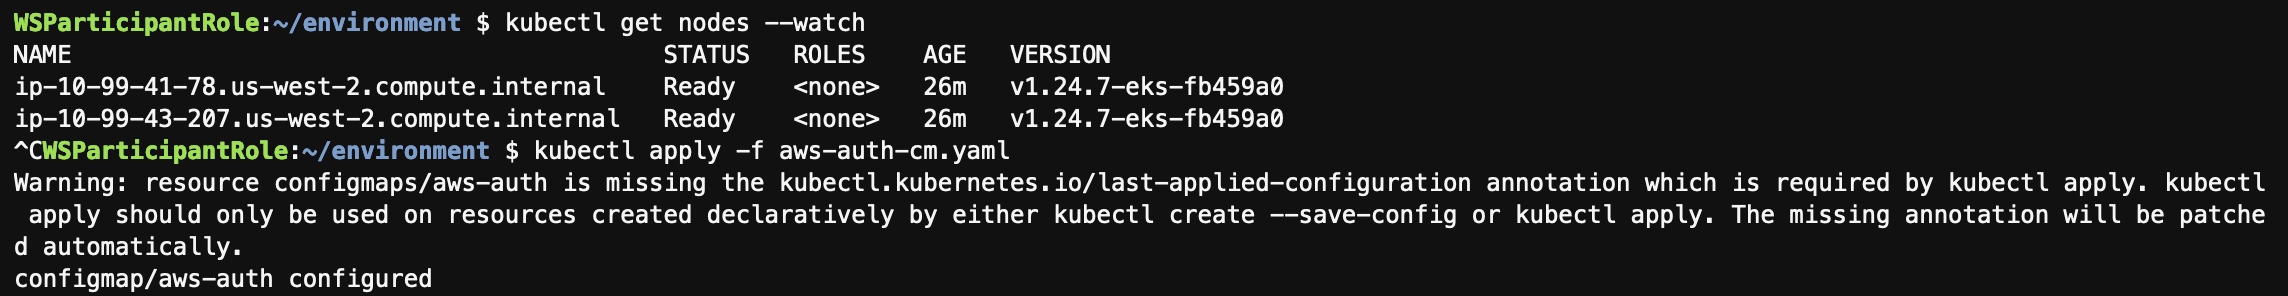 WSParticipantRole:~/environment $ kubectl get nodes --watch
NAME                                         STATUS   ROLES    AGE   VERSION
ip-10-99-41-78.us-west-2.compute.internal    Ready    <none>   26m   v1.24.7-eks-fb459a0
ip-10-99-43-207.us-west-2.compute.internal   Ready    <none>   26m   v1.24.7-eks-fb459a0
^CWSParticipantRole:~/environment $ kubectl apply -f aws-auth-cm.yaml
Warning: resource configmaps/aws-auth is missing the kubectl.kubernetes.io/last-applied-configuration annotation which is required by kubectl apply. kubectl
 apply should only be used on resources created declaratively by either kubectl create --save-config or kubectl apply. The missing annotation will be patche
d automatically.
configmap/aws-auth configured